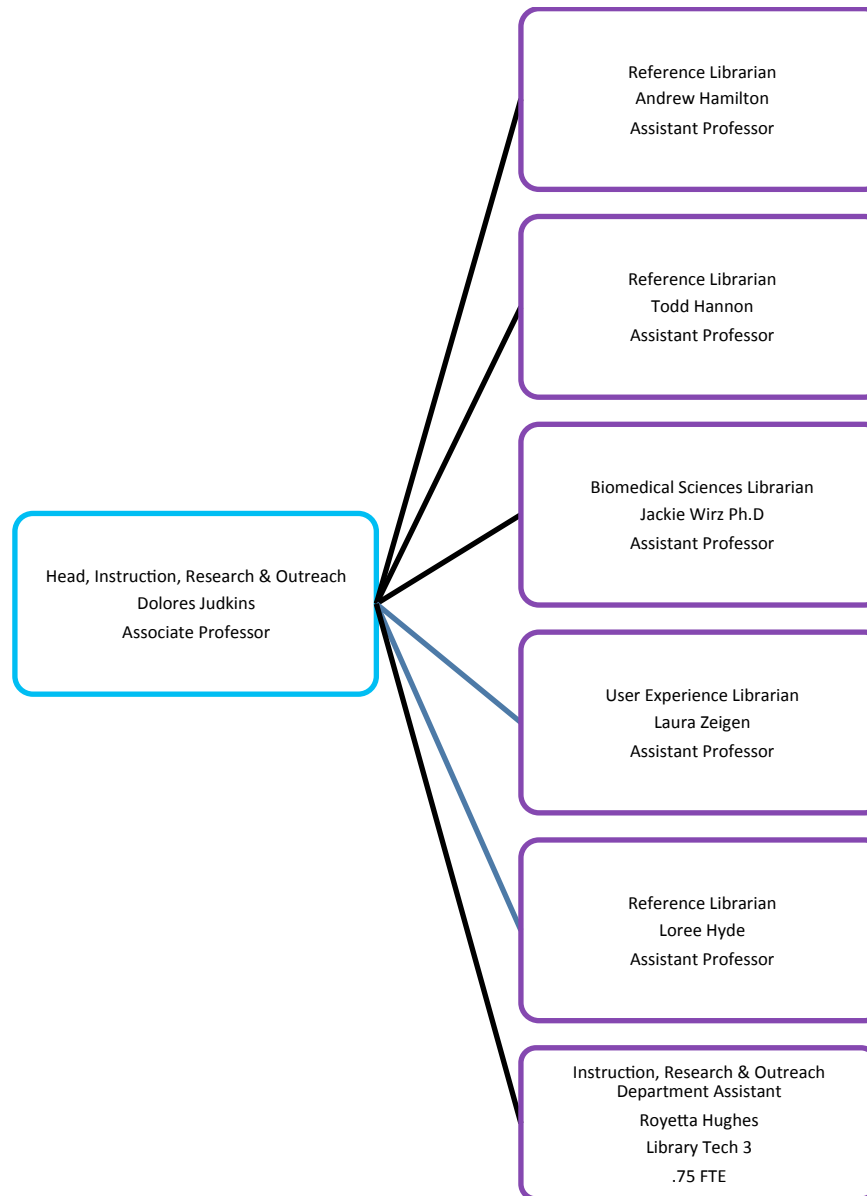 Reference Librarian
Andrew Hamilton
Assistant Professor
Reference Librarian
Todd Hannon
Assistant Professor
Biomedical Sciences Librarian
Jackie Wirz Ph.D
Assistant Professor
Head, Instruction, Research & Outreach
Dolores Judkins
Associate Professor
User Experience Librarian
Laura Zeigen
Assistant Professor
Reference Librarian
Loree Hyde
Assistant Professor
Instruction, Research & Outreach
Department Assistant
Royetta Hughes
Library Tech 3
.75 FTE